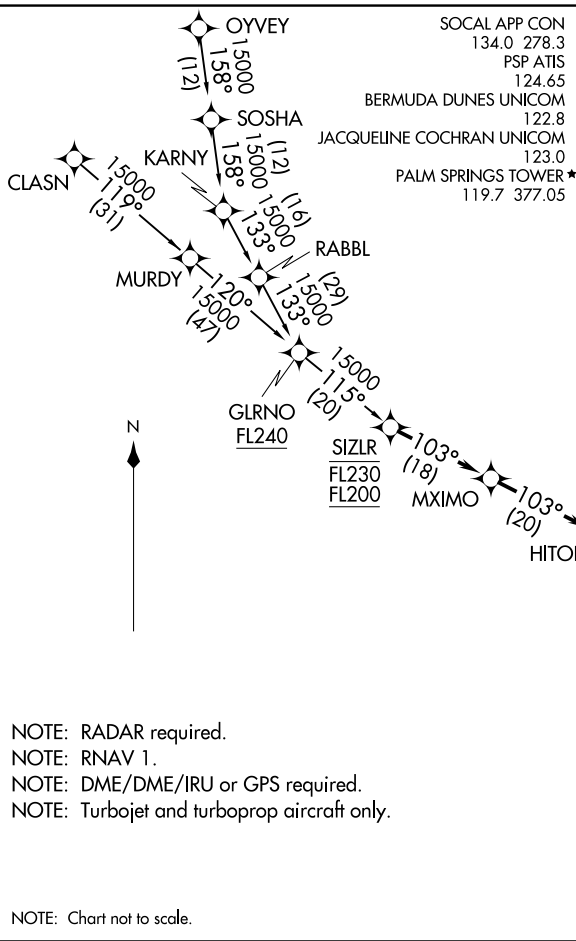 OYVEY
15000
158°
(12)
SOSHA
15000
(12)
158°
KARNY
CLASN
15000
119°
(31)
(16)
15000
133°
RABBL
MURDY
120°
15000
(47)
(29)
15000
133°
GLRNO
FL240
15000
115°
(20)
SIZLR
FL230
FL200
103°
(18)
MXIMO
103°
(20)
SOCAL APP CON
134.0 278.3
PSP ATIS
124.65
BERMUDA DUNES UNICOM
122.8
JACQUELINE COCHRAN UNICOM
123.0
PALM SPRINGS TOWER★
119.7 377.05
N
NOTE: RADAR required.
NOTE: RNAV 1.
NOTE: DME/DME/IRU or GPS required.
NOTE: Turbojet and turboprop aircraft only.
NOTE: Chart not to scale.